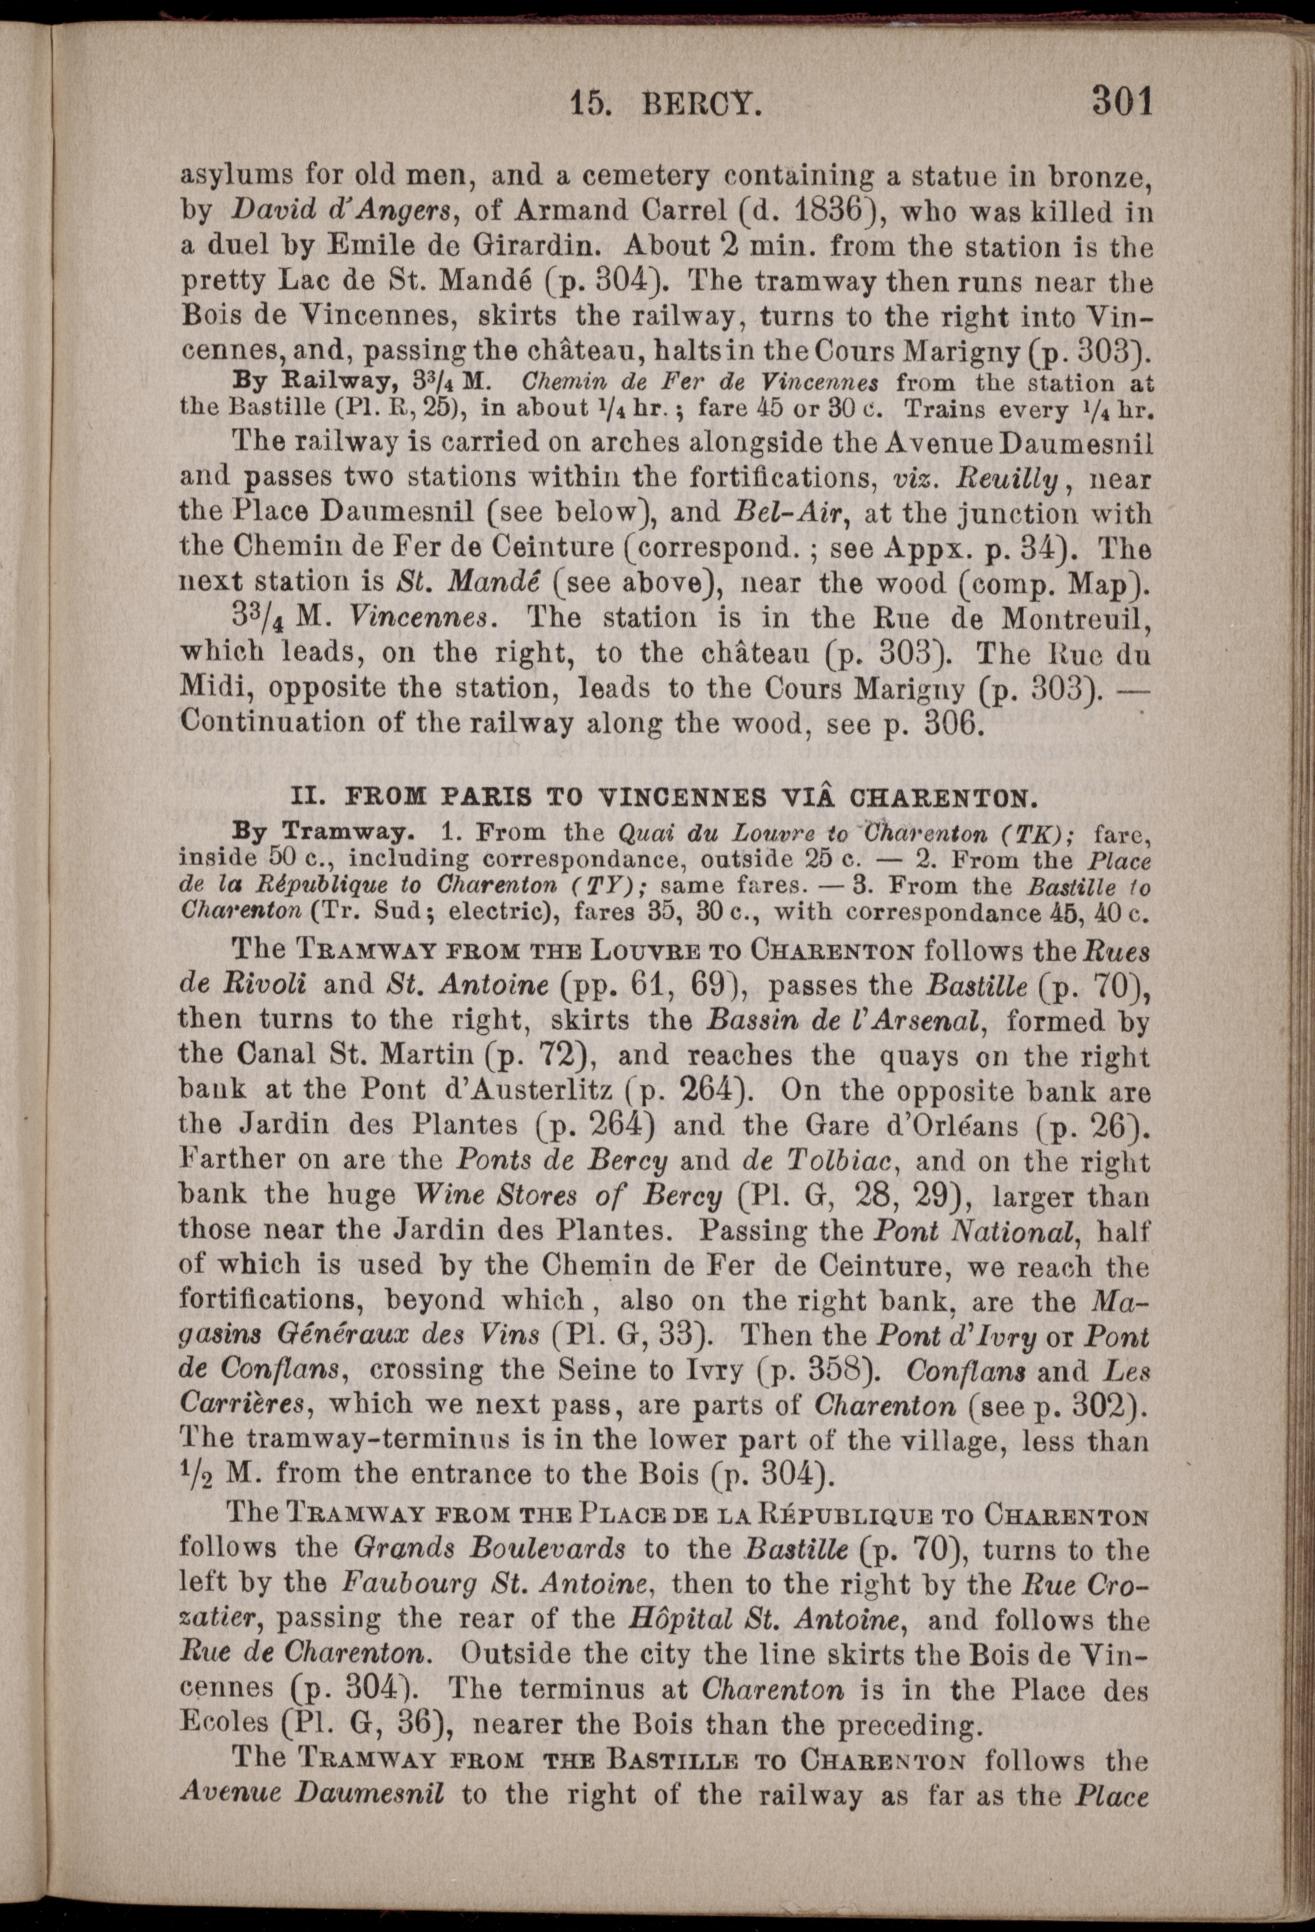 15. BERCY. 301
asylums for old men, and a cemetery containing a statue in bronze,
by David d'Angers, of Armand Carrel (d. 1836), who was killed in
a duel by Emile de Girardin. About 2 min. from the station is the
pretty Lac de St. Mandé (p. 304). The tramway then runs near the
Bois de Vincennes, skirts the railway, turns to the right into Vin-
cennes, and, passing the château, halts in the Cours Marigny (p. 303).
By Railway, 3 3/4 M. Chemin de Fer de Vincennes from the station at
the Bastille (Pl. R, 25), in about 1/4 hr.; fare 45 or 30 c. Trains every 1/4 hr.
The railway is carried on arches alongside the Avenue Daumesnil
and passes two stations within the fortifications, viz. Reuilly, near
the Place Daumesnil (see below), and Bel-Air, at the junction with
the Chemin de Fer de Ceinture (correspond.; see Appx. p. 34). The
next station is St. Mandé (see above), near the wood (comp. Map).
3 3/4 M. Vincennes. The station is in the Rue de Montreuil,
which leads, on the right, to the château (p. 303). The Rue du
Midi, opposite the station, leads to the Cours Marigny (p. 303). —
Continuation of the railway along the wood, see p. 306.
II. FROM PARIS TO VINCENNES VIÂ CHARENTON.
By Tramway. 1. From the Quai du Louvre to Charenton (TK); fare,
inside 50 c., including correspondance, outside 25 c. — 2. From the Place
de la République to Charenton (TY); same fares. — 3. From the Bastille to
Charenton (Tr. Sud; electric), fares 35, 30 c., with correspondance 45, 40 c.
The TRAMWAY FROM THE LOUVRE TO CHARENTON follows the Rues
de Rivoli and St. Antoine (pp. 61, 69), passes the Bastille (p. 70),
then turns to the right, skirts the Bassin de l'Arsenal, formed by
the Canal St. Martin (p. 72), and reaches the quays on the right
bank at the Pont d'Austerlitz (p. 264). On the opposite bank are
the Jardin des Plantes (p. 264) and the Gare d'Orléans (p. 26).
Farther on are the Ponts de Bercy and de Tolbiac, and on the right
bank the huge Wine Stores of Bercy (Pl. G, 28, 29), larger than
those near the Jardin des Plantes. Passing the Pont National, half
of which is used by the Chemin de Fer de Ceinture, we reach the
fortifications, beyond which, also on the right bank, are the Ma-
gasins Généraux des Vins (Pl. G, 33). Then the Pont d'Ivry or Pont
de Conflans, crossing the Seine to Ivry (p. 358). Conflans and Les
Carrières, which we next pass, are parts of Charenton (see p. 302).
The tramway-terminus is in the lower part of the village, less than
1/2 M. from the entrance to the Bois (p. 304).
The TRAMWAY FROM THE PLACE DE LA RÉPUBLIQUE TO CHARENTON
follows the Grands Boulevards to the Bastille (p. 70), turns to the
left by the Faubourg St. Antoine, then to the right by the Rue Cro-
zatier, passing the rear of the Hôpital St. Antoine, and follows the
Rue de Charenton. Outside the city the line skirts the Bois de Vin-
cennes (p. 304). The terminus at Charenton is in the Place des
Ecoles (Pl. G, 36), nearer the Bois than the preceding.
The TRAMWAY FROM THE BASTILLE TO CHARENTON follows the
Avenue Daumesnil to the right of the railway as far as the Place